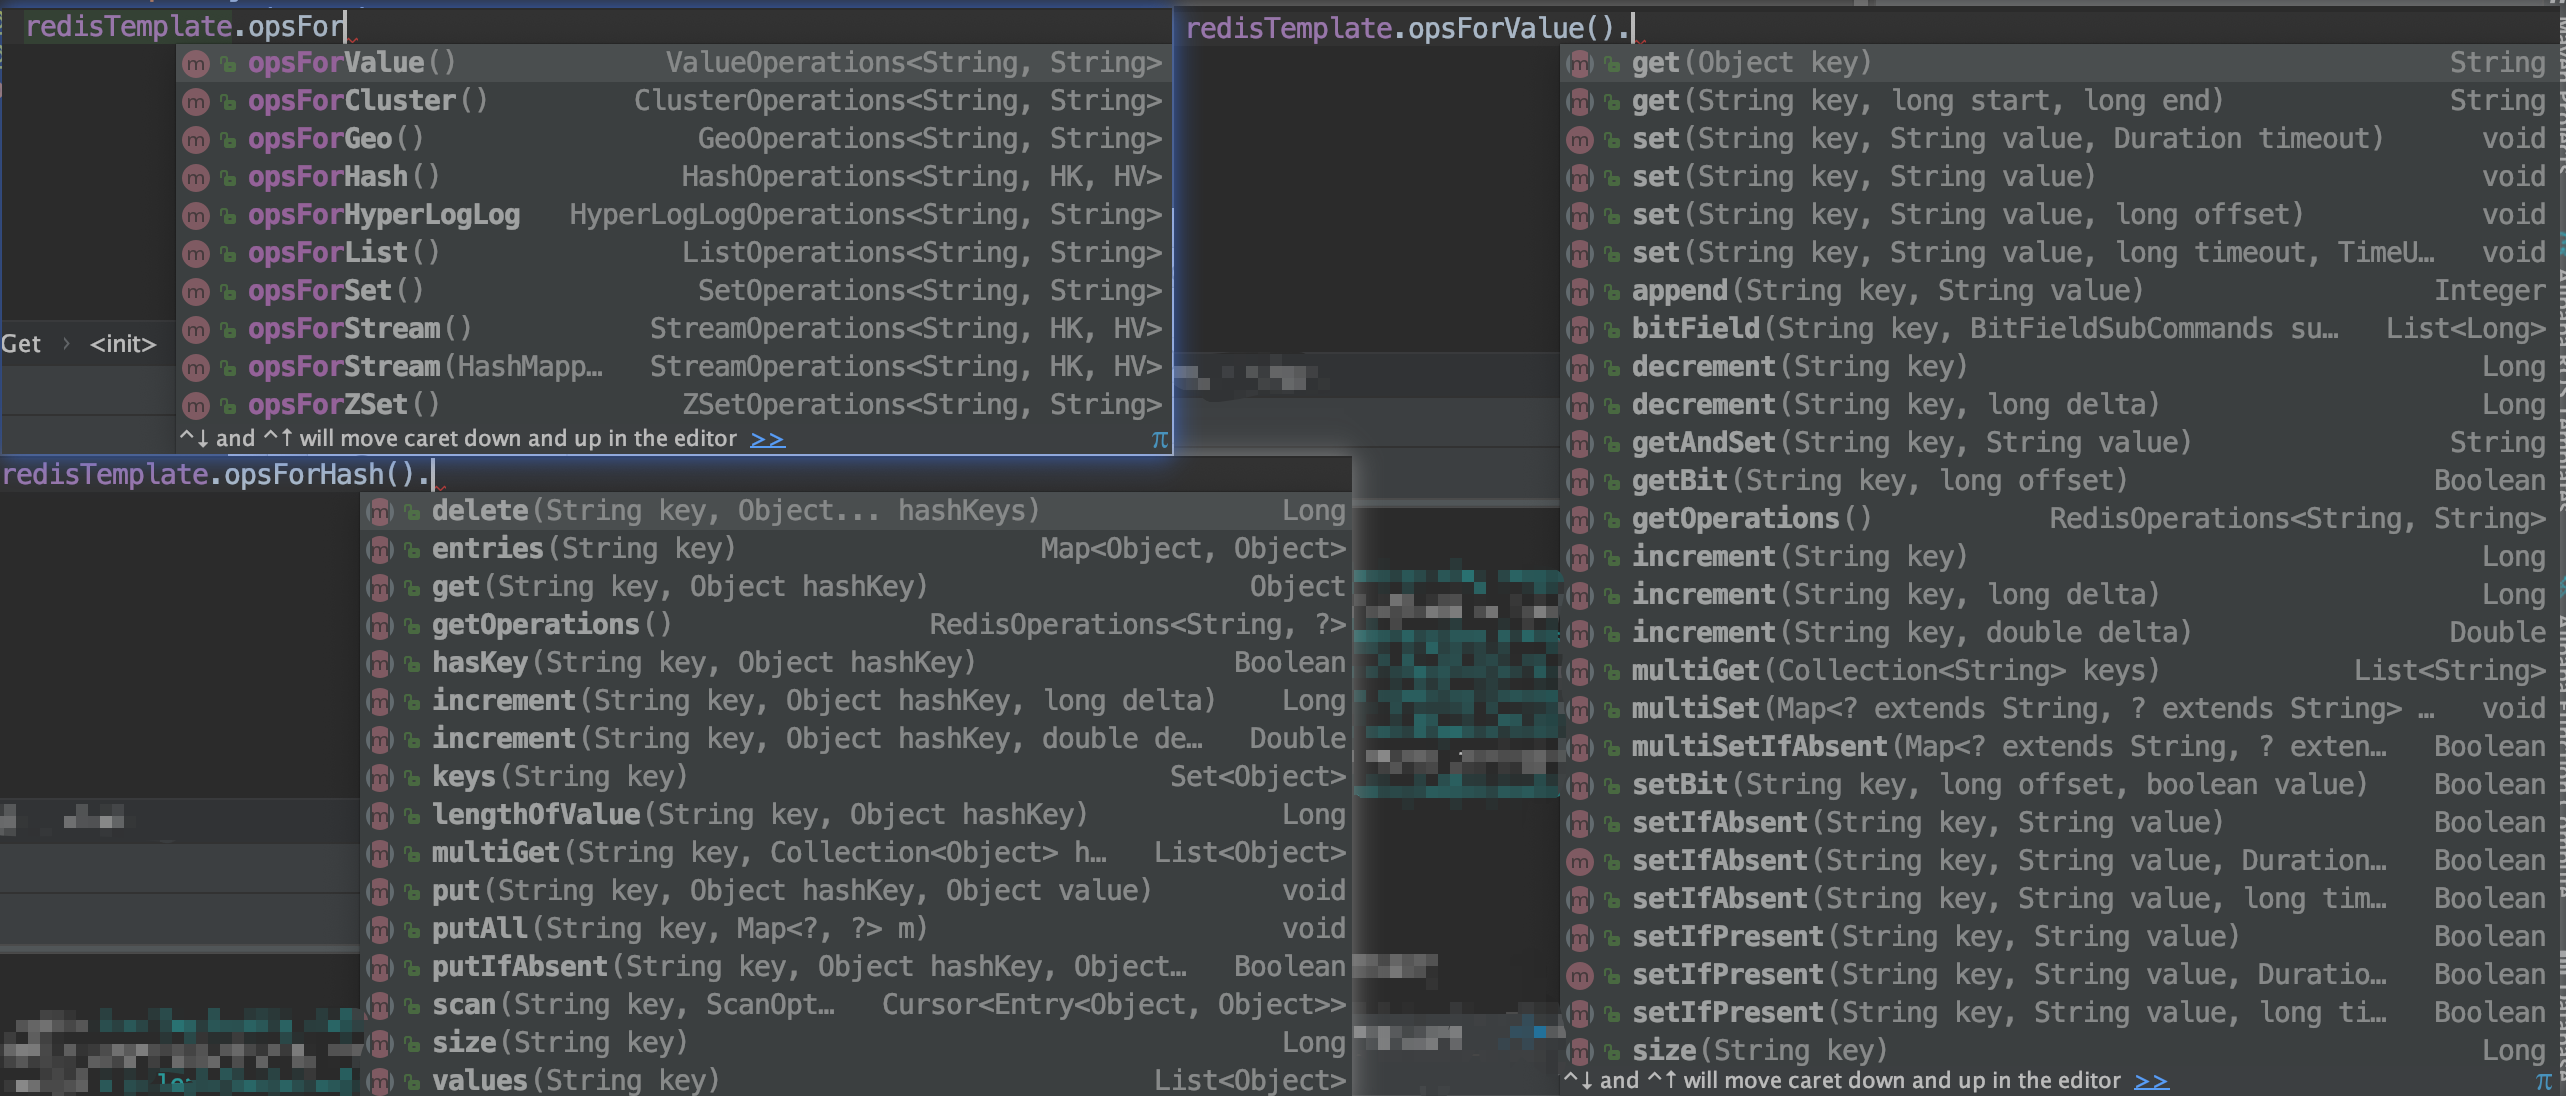 redisTemplate.opsFor
opsForValue() ValueOperations<String, String>
opsForCluster() ClusterOperations<String, String>
opsForGeo() GeoOperations<String, String>
opsForHash() HashOperations<String, HK, HV>
opsForHyperLogLog HyperLogLogOperations<String, String>
opsForList() ListOperations<String, String>
opsForSet() SetOperations<String, String>
opsForStream() StreamOperations<String, HK, HV>
opsForStream(HashMapp… StreamOperations<String, HK, HV>
opsForZSet() ZSetOperations<String, String>
^↓ and ^↑ will move caret down and up in the editor >> π
Get › <init>
redisTemplate.opsForHash().
delete(String key, Object... hashKeys) Long
entries(String key) Map<Object, Object>
get(String key, Object hashKey) Object
getOperations() RedisOperations<String, ?>
hasKey(String key, Object hashKey) Boolean
increment(String key, Object hashKey, long delta) Long
increment(String key, Object hashKey, double de… Double
keys(String key) Set<Object>
lengthOfValue(String key, Object hashKey) Long
multiGet(String key, Collection<Object> h… List<Object>
put(String key, Object hashKey, Object value) void
putAll(String key, Map<?, ?> m) void
putIfAbsent(String key, Object hashKey, Object… Boolean
scan(String key, ScanOpt… Cursor<Entry<Object, Object>>
size(String key) Long
values(String key) List<Object>
redisTemplate.opsForValue().
get(Object key) String
get(String key, long start, long end) String
set(String key, String value, Duration timeout) void
set(String key, String value) void
set(String key, String value, long offset) void
set(String key, String value, long timeout, TimeU… void
append(String key, String value) Integer
bitField(String key, BitFieldSubCommands su… List<Long>
decrement(String key) Long
decrement(String key, long delta) Long
getAndSet(String key, String value) String
getBit(String key, long offset) Boolean
getOperations() RedisOperations<String, String>
increment(String key) Long
increment(String key, long delta) Long
increment(String key, double delta) Double
multiGet(Collection<String> keys) List<String>
multiSet(Map<? extends String, ? extends String> … void
multiSetIfAbsent(Map<? extends String, ? exten… Boolean
setBit(String key, long offset, boolean value) Boolean
setIfAbsent(String key, String value) Boolean
setIfAbsent(String key, String value, Duration… Boolean
setIfAbsent(String key, String value, long tim… Boolean
setIfPresent(String key, String value) Boolean
setIfPresent(String key, String value, Duratio… Boolean
setIfPresent(String key, String value, long ti… Boolean
size(String key) Long
^↓ and ^↑ will move caret down and up in the editor >> π